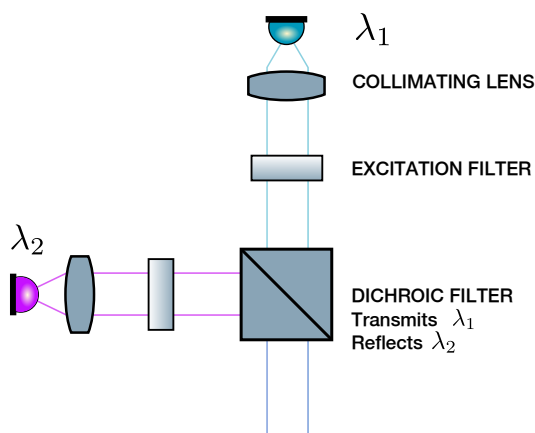 λ₁
COLLIMATING LENS
EXCITATION FILTER
λ₂
DICHROIC FILTER
Transmits λ₁
Reflects λ₂